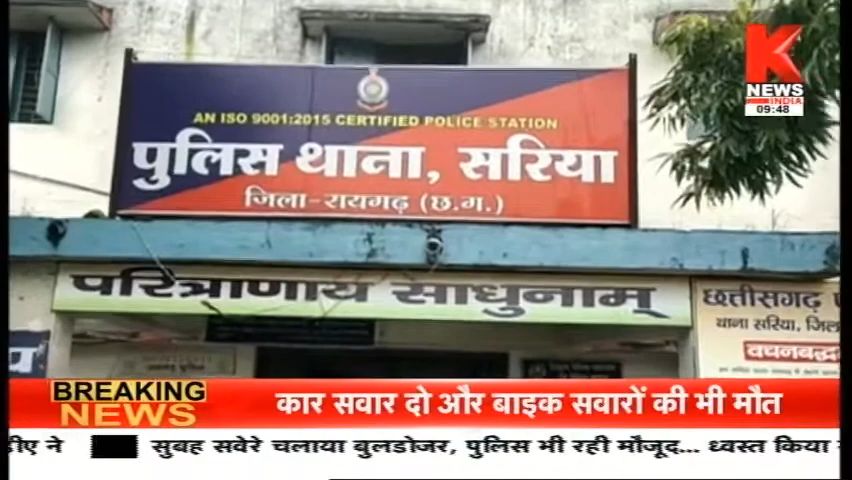 K
NEWS
INDIA
09:48
AN ISO 9001:2015 CERTIFIED POLICE STATION
पुलिस थाना, सरिया
जिला-रायगढ़ (छ.ग.)
परित्राणाय साधुनाम्
छत्तीसगढ़
थाना सरिया, जिला
वचनबद्ध
BREAKING
NEWS
कार सवार दो और बाइक सवारों की भी मौत
डीए ने सुबह सवेरे चलाया बुलडोजर, पुलिस भी रही मौजूद... ध्वस्त किया